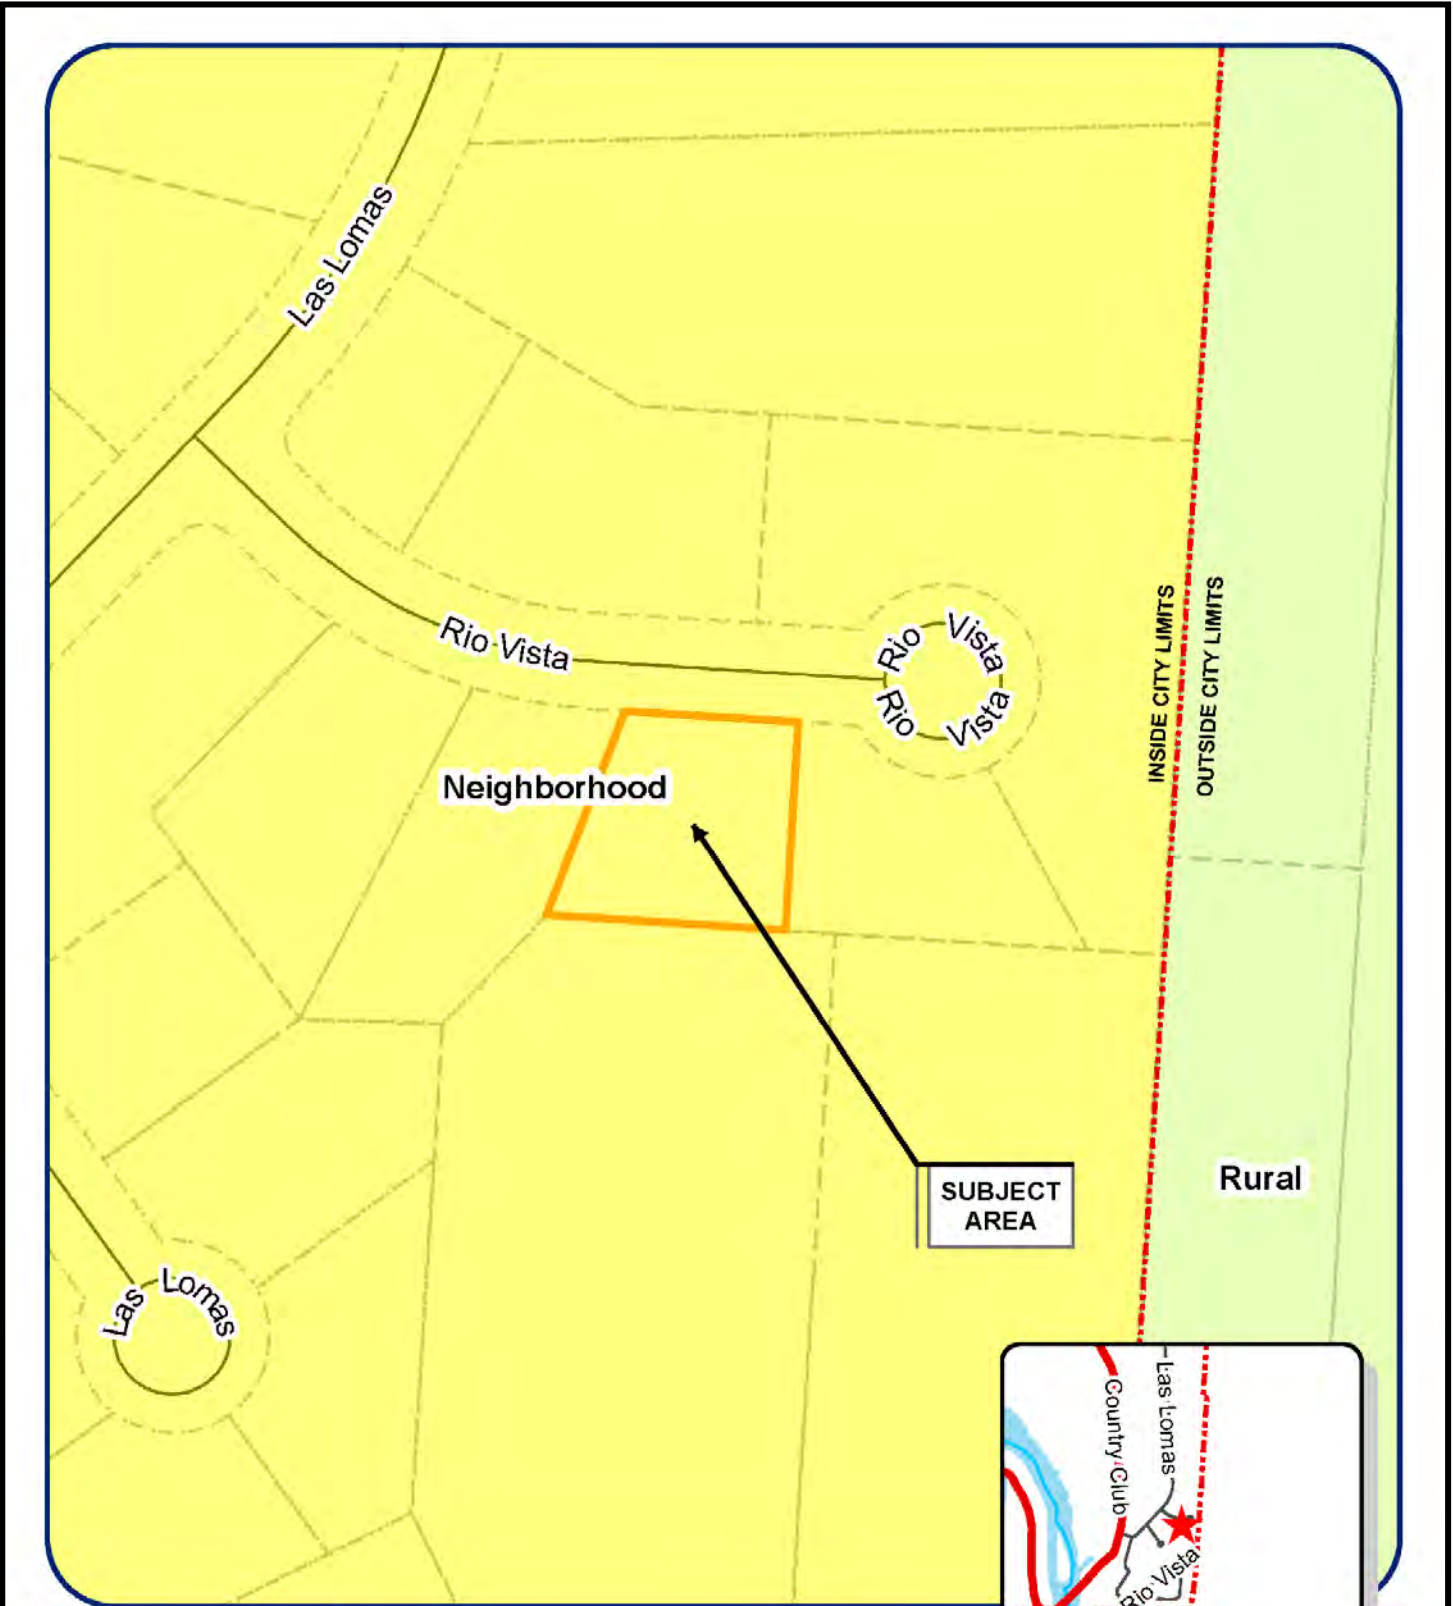 Las Lomas
Rio Vista
Rio Vista
Rio Vista
INSIDE CITY LIMITS
OUTSIDE CITY LIMITS
Neighborhood
SUBJECT
AREA
Rural
Las Lomas
Country Club
Las Lomas
Rio Vista